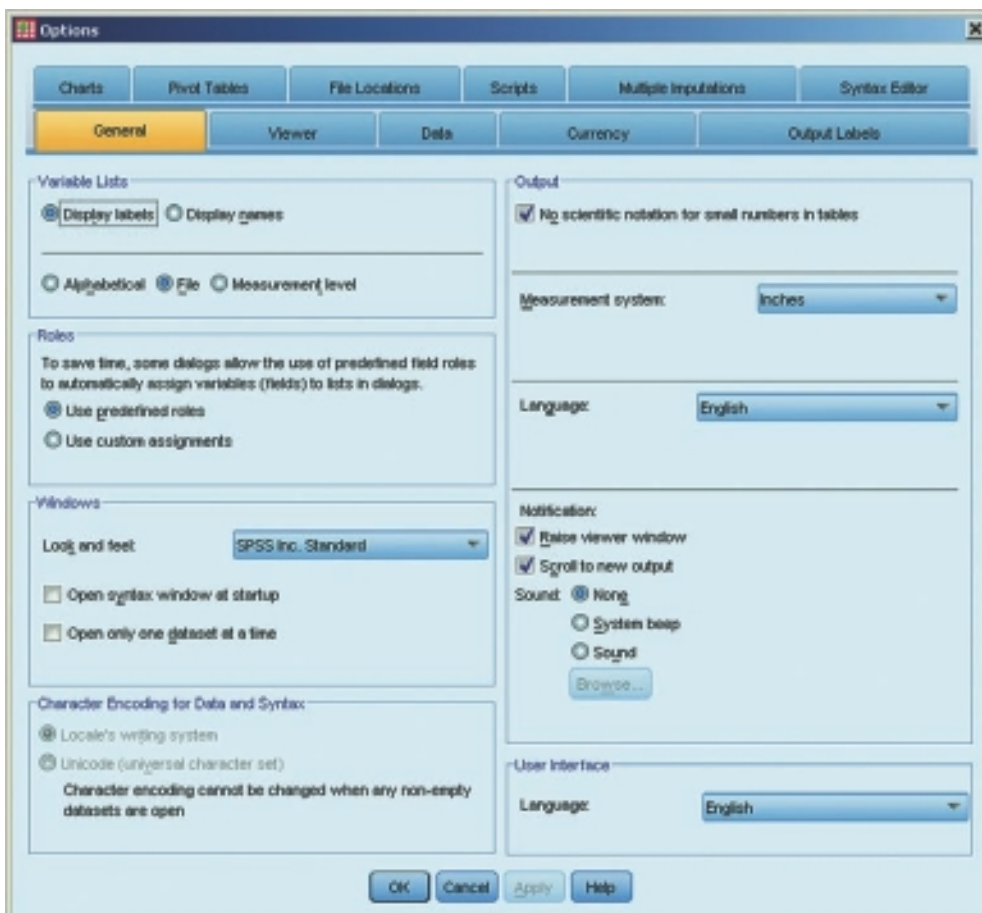 Options
Charts
Pivot Tables
File Locations
Scripts
Multiple Imputations
Syntax Editor
General
Viewer
Data
Currency
Output Labels
Variable Lists
Display labels
Display names
Alphabetical
File
Measurement level
Roles
To save time, some dialogs allow the use of predefined field roles
to automatically assign variables (fields) to lists in dialogs.
Use predefined roles
Use custom assignments
Windows
Look and feel:
SPSS Inc. Standard
Open syntax window at startup
Open only one dataset at a time
Character Encoding for Data and Syntax
Locale's writing system
Unicode (universal character set)
Character encoding cannot be changed when any non-empty
datasets are open
Output
No scientific notation for small numbers in tables
Measurement system:
Inches
Language:
English
Notification:
Raise viewer window
Scroll to new output
Sound:
None
System beep
Sound
Browse...
User Interface
Language:
English
OK
Cancel
Apply
Help